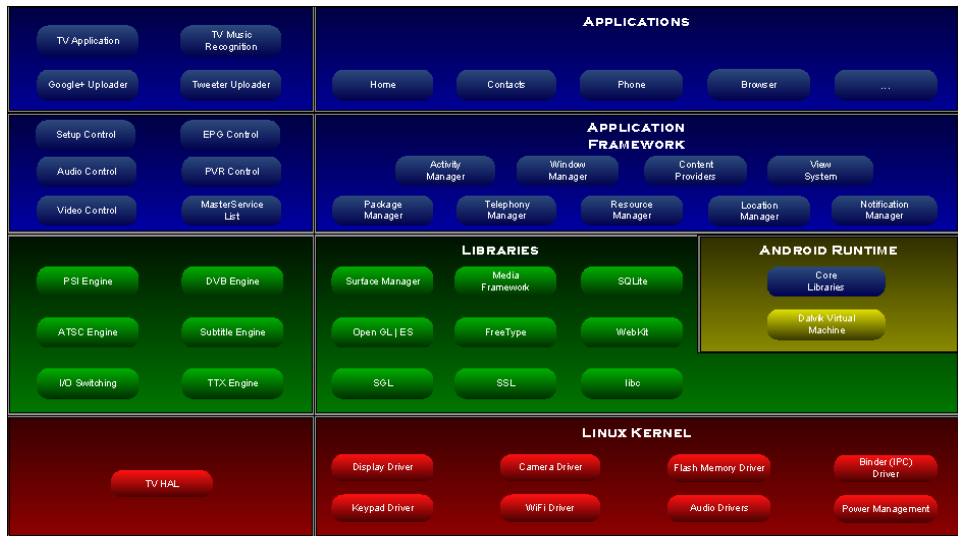 TV Application
TV Music
Recognition
Google+ Uploader
Tweeter Uploader
APPLICATIONS
Home
Contacts
Phone
Browser
...
Setup Control
EPG Control
Audio Control
PVR Control
Video Control
MasterService
List
APPLICATION
FRAMEWORK
Activity
Manager
Window
Manager
Content
Providers
View
System
Package
Manager
Telephony
Manager
Resource
Manager
Location
Manager
Notification
Manager
PSI Engine
DVB Engine
ATSC Engine
Subtitle Engine
I/O Switching
TTX Engine
LIBRARIES
Surface Manager
Media
Framework
SQLite
Open GL | ES
FreeType
WebKit
SGL
SSL
libc
ANDROID RUNTIME
Core
Libraries
Dalvik Virtual
Machine
TV HAL
LINUX KERNEL
Display Driver
Camera Driver
Flash Memory Driver
Binder (IPC)
Driver
Keypad Driver
WiFi Driver
Audio Drivers
Power Management